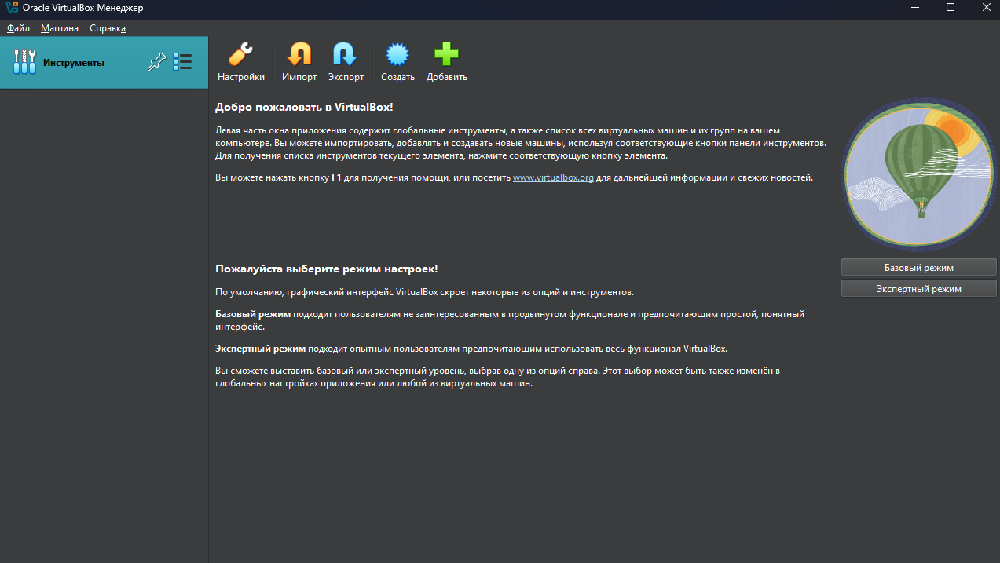 Oracle VirtualBox Менеджер
Файл Машина Справка
Инструменты
Настройки Импорт Экспорт Создать Добавить
Добро пожаловать в VirtualBox!
Левая часть окна приложения содержит глобальные инструменты, а также список всех виртуальных машин и их групп на вашем
компьютере. Вы можете импортировать, добавлять и создавать новые машины, используя соответствующие кнопки панели инструментов.
Для получения списка инструментов текущего элемента, нажмите соответствующую кнопку элемента.
Вы можете нажать кнопку F1 для получения помощи, или посетить www.virtualbox.org для дальнейшей информации и свежих новостей.
Пожалуйста выберите режим настроек!
По умолчанию, графический интерфейс VirtualBox скроет некоторые из опций и инструментов.
Базовый режим подходит пользователям не заинтересованным в продвинутом функционале и предпочитающим простой, понятный
интерфейс.
Экспертный режим подходит опытным пользователям предпочитающим использовать весь функционал VirtualBox.
Вы сможете выставить базовый или экспертный уровень, выбрав одну из опций справа. Этот выбор может быть также изменён в
глобальных настройках приложения или любой из виртуальных машин.
Базовый режим
Экспертный режим